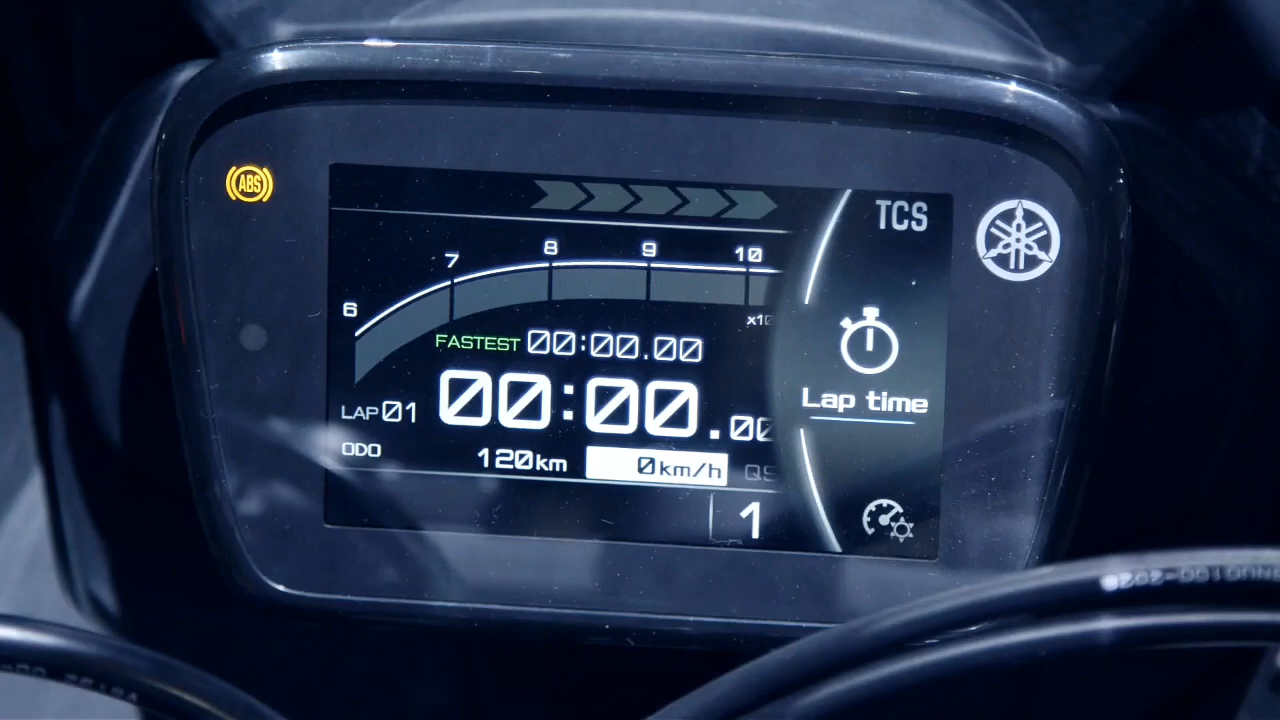 ABS
TCS
6 7 8 9 10
FASTEST 00:00.00
LAP 01 00:00.00
Lap time
ODO 120km 0km/h QS
1